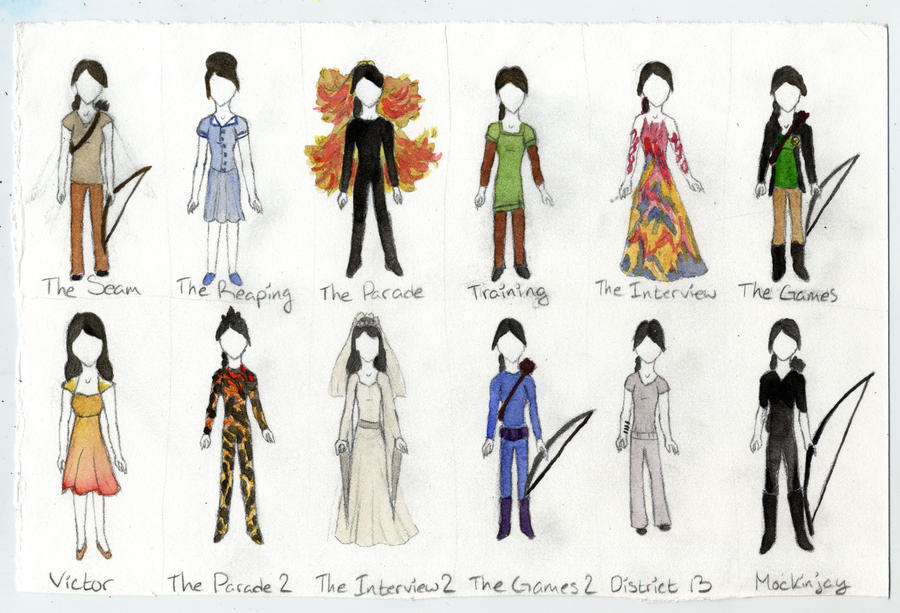 The Seam The Reaping The Parade Training The Interview The Games
Victor The Parade 2 The Interview 2 The Games 2 District 13 Mockinjay